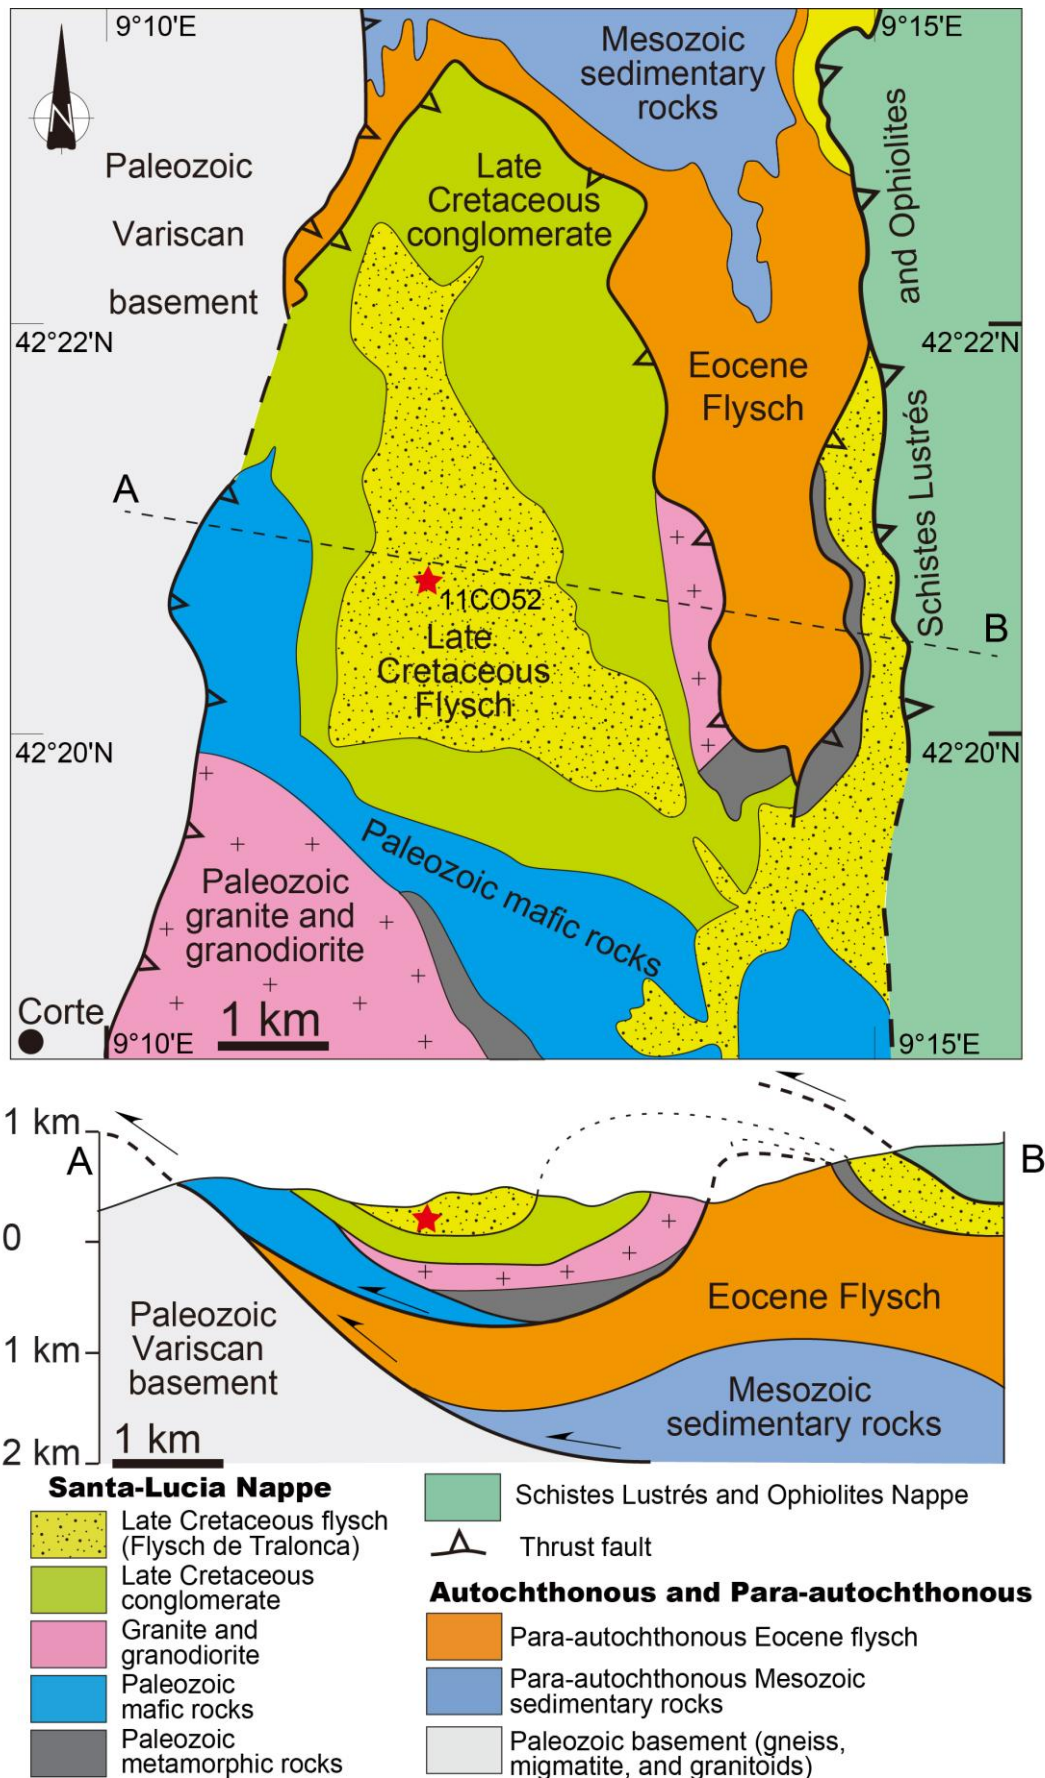 9°10'E
9°15'E
N
Mesozoic
sedimentary
rocks
Paleozoic
Variscan
basement
Late
Cretaceous
conglomerate
Schistes Lustrés and Ophiolites
42°22'N
42°22'N
Eocene
Flysch
A
B
11CO52
Late
Cretaceous
Flysch
42°20'N
42°20'N
Paleozoic mafic rocks
Paleozoic
granite and
granodiorite
Corte
1 km
9°10'E
9°15'E
1 km
A
B
0
Eocene Flysch
Paleozoic
Variscan
basement
1 km
Mesozoic
sedimentary rocks
1 km
2 km
Santa-Lucia Nappe
Late Cretaceous flysch
(Flysch de Tralonca)
Late Cretaceous
conglomerate
Granite and
granodiorite
Paleozoic
mafic rocks
Paleozoic
metamorphic rocks
Schistes Lustrés and Ophiolites Nappe
Thrust fault
Autochthonous and Para-autochthonous
Para-autochthonous Eocene flysch
Para-autochthonous Mesozoic
sedimentary rocks
Paleozoic basement (gneiss,
migmatite, and granitoids)